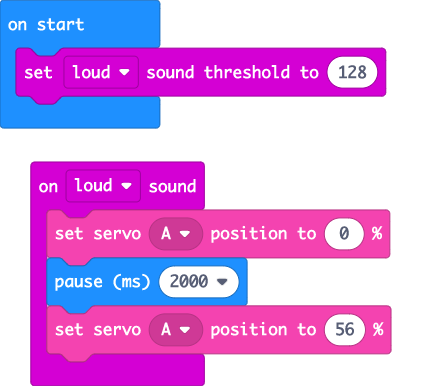 on start
set loud sound threshold to 128
on loud sound
set servo A position to 0 %
pause (ms) 2000
set servo A position to 56 %